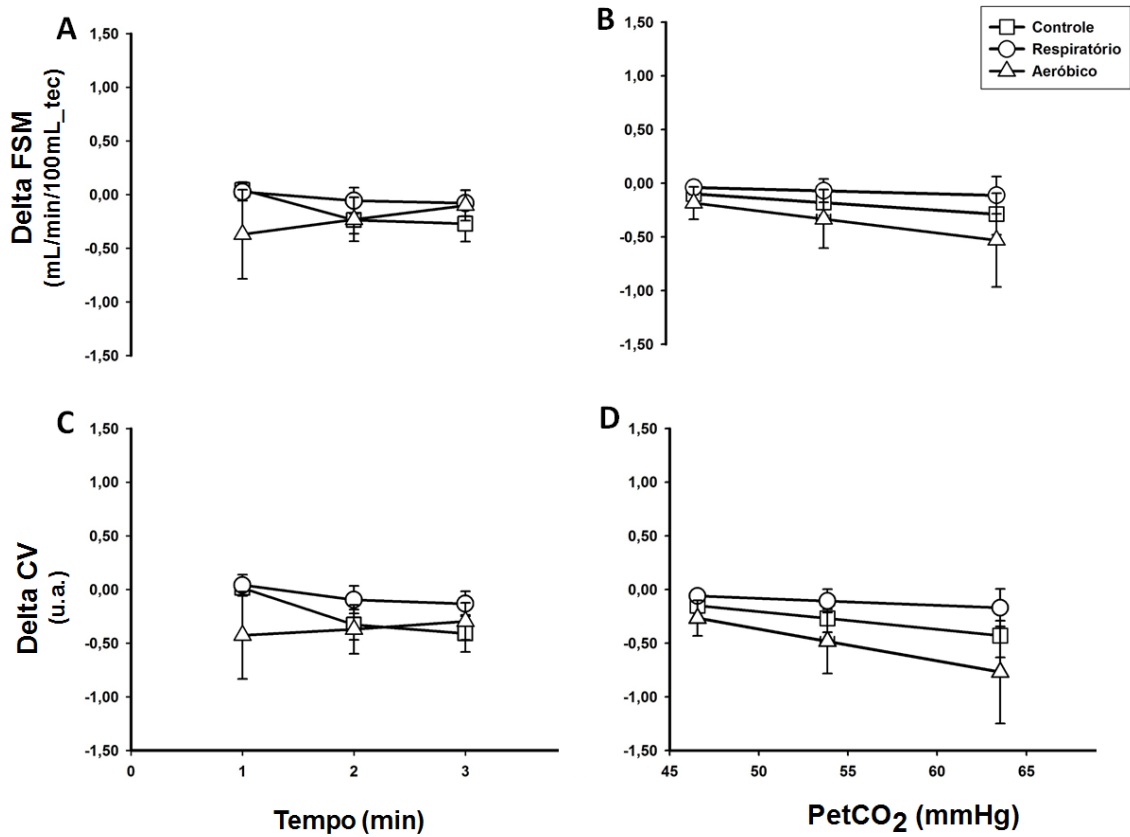 A
1,50
1,00
0,50
0,00
-0,50
-1,00
-1,50
Delta FSM
(mL/min/100mL_tec)
B
1,50
1,00
0,50
0,00
-0,50
-1,00
-1,50
Controle
Respiratório
Aeróbico
C
1,50
1,00
0,50
0,00
-0,50
-1,00
-1,50
Delta CV
(u.a.)
0 1 2 3
Tempo (min)
D
1,50
1,00
0,50
0,00
-0,50
-1,00
-1,50
45 50 55 60 65
PetCO₂ (mmHg)